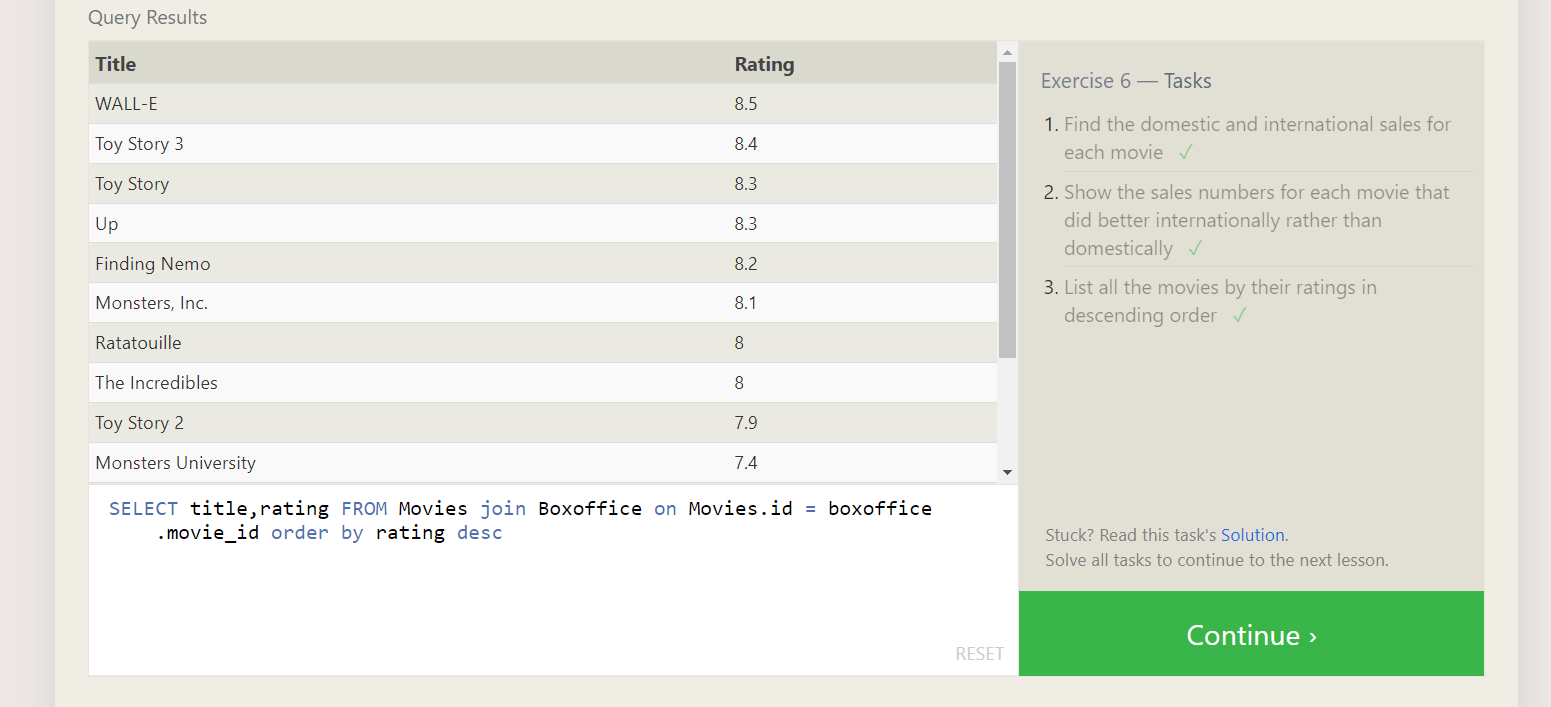 Query Results
Title Rating
WALL-E 8.5
Toy Story 3 8.4
Toy Story 8.3
Up 8.3
Finding Nemo 8.2
Monsters, Inc. 8.1
Ratatouille 8
The Incredibles 8
Toy Story 2 7.9
Monsters University 7.4
SELECT title,rating FROM Movies join Boxoffice on Movies.id = boxoffice
.movie_id order by rating desc
RESET
Exercise 6 — Tasks
1. Find the domestic and international sales for
each movie ✓
2. Show the sales numbers for each movie that
did better internationally rather than
domestically ✓
3. List all the movies by their ratings in
descending order ✓
Stuck? Read this task's Solution.
Solve all tasks to continue to the next lesson.
Continue ›